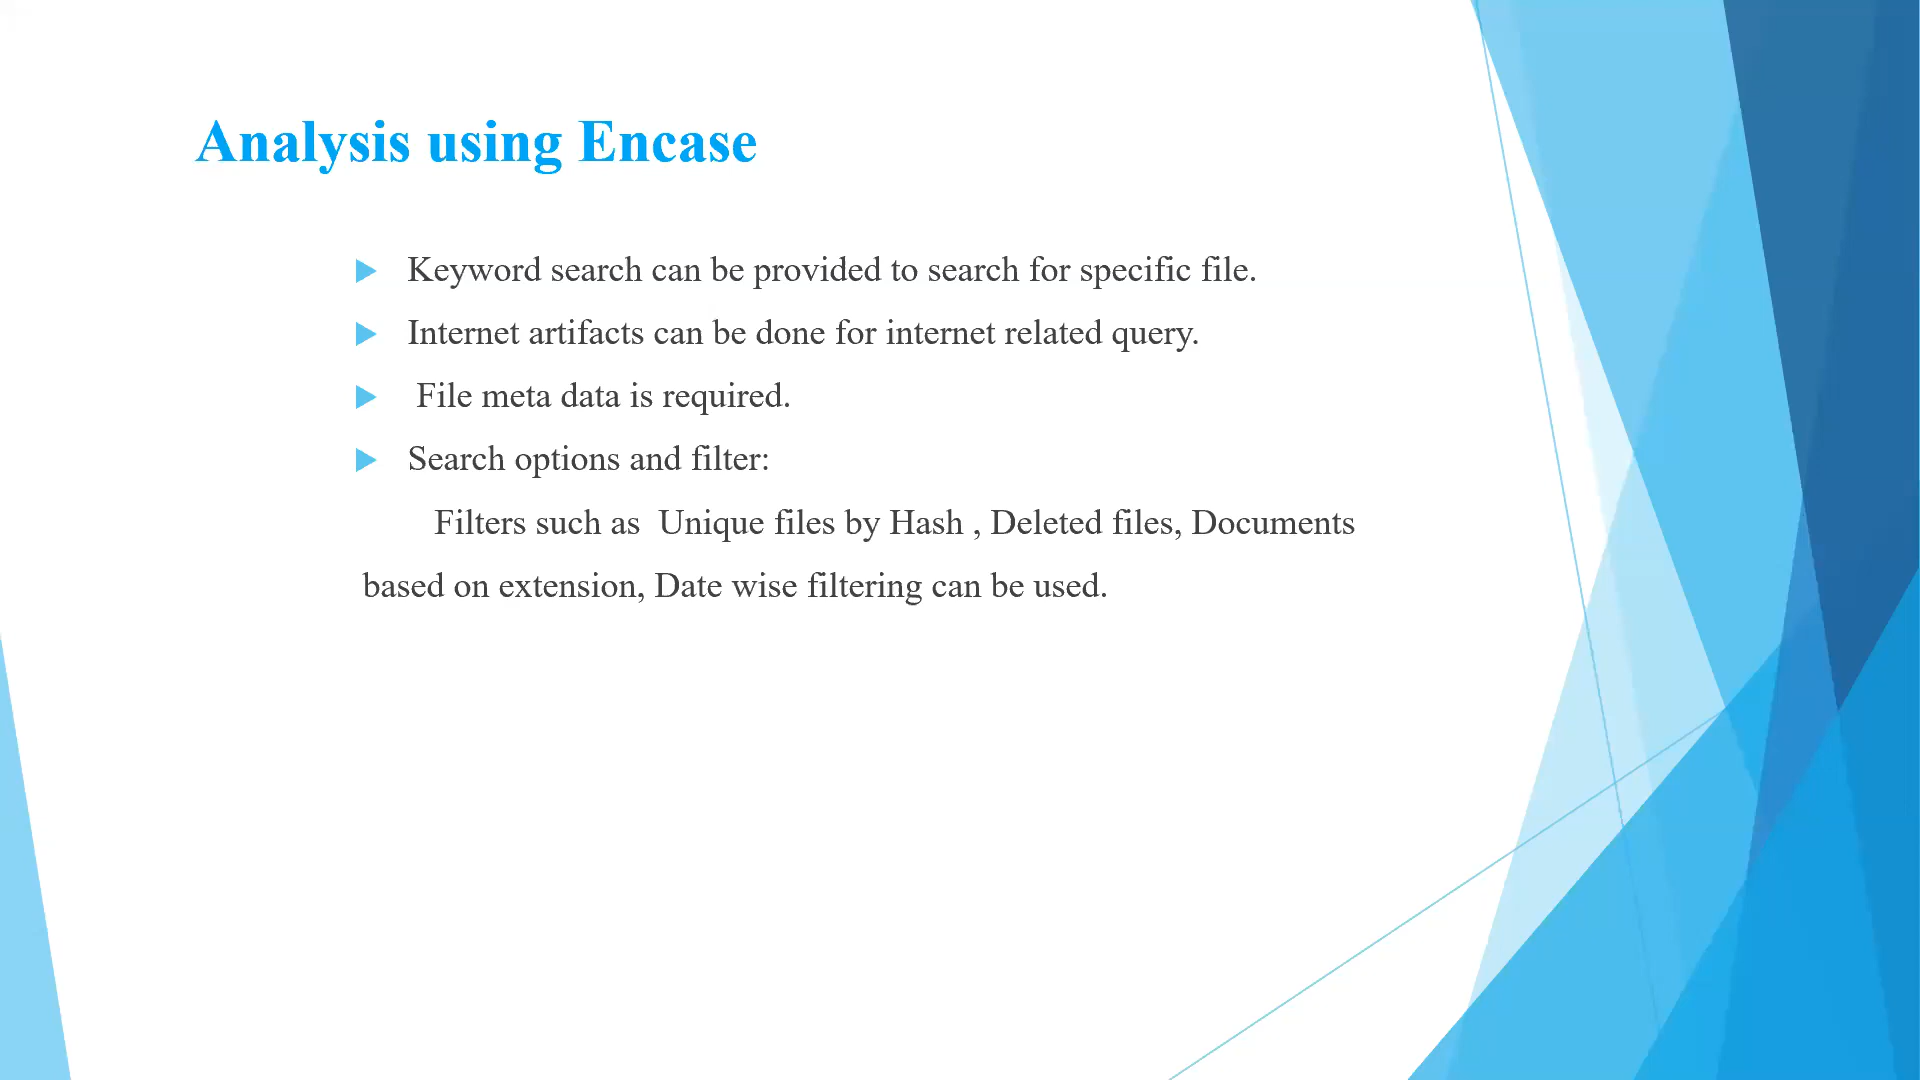 Analysis using Encase
Keyword search can be provided to search for specific file.
Internet artifacts can be done for internet related query.
File meta data is required.
Search options and filter:
Filters such as  Unique files by Hash , Deleted files, Documents
based on extension, Date wise filtering can be used.